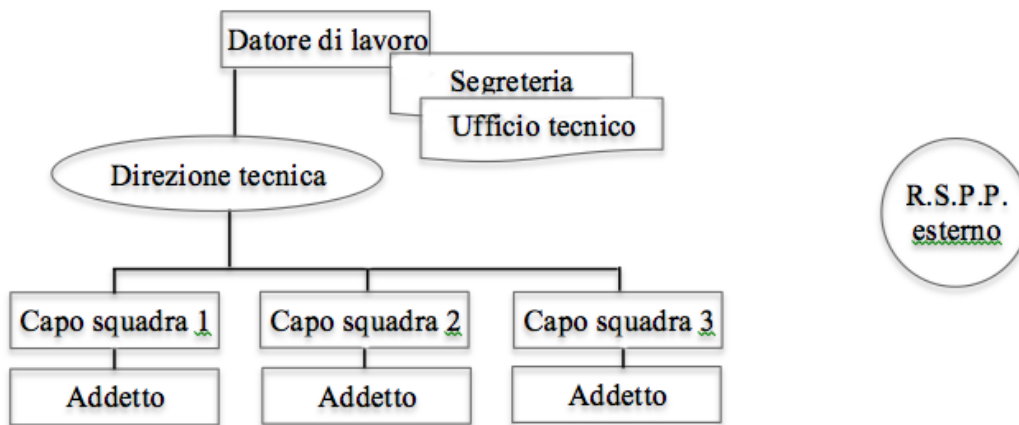 Datore di lavoro
Segreteria
Ufficio tecnico
Direzione tecnica
R.S.P.P.
esterno
Capo squadra 1
Capo squadra 2
Capo squadra 3
Addetto
Addetto
Addetto